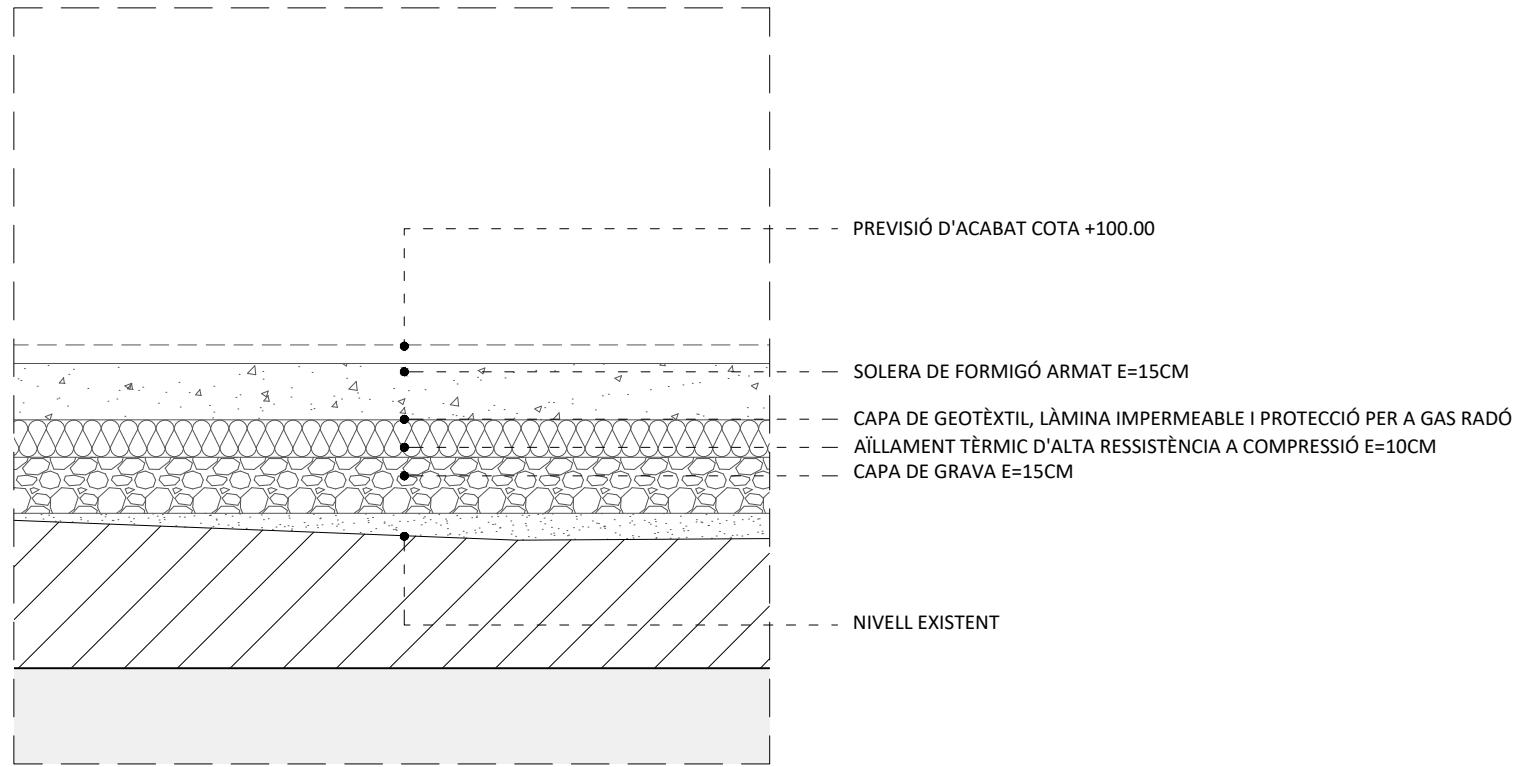 PREVISIÓ D'ACABAT COTA +100.00
SOLERA DE FORMIGÓ ARMAT E=15CM
CAPA DE GEOTÈXTIL, LÀMINA IMPERMEABLE I PROTECCIÓ PER A GAS RADÓ
AÏLLAMENT TÈRMIC D'ALTA RESSISTÈNCIA A COMPRESSIÓ E=10CM
CAPA DE GRAVA E=15CM
NIVELL EXISTENT